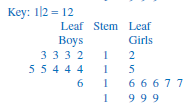 Key: 1|2 = 12
Leaf Stem Leaf
Boys Girls
3 3 3 2 1 2
5 5 4 4 4 1 5
6 1 6 6 6 7 7
1 9 9 9